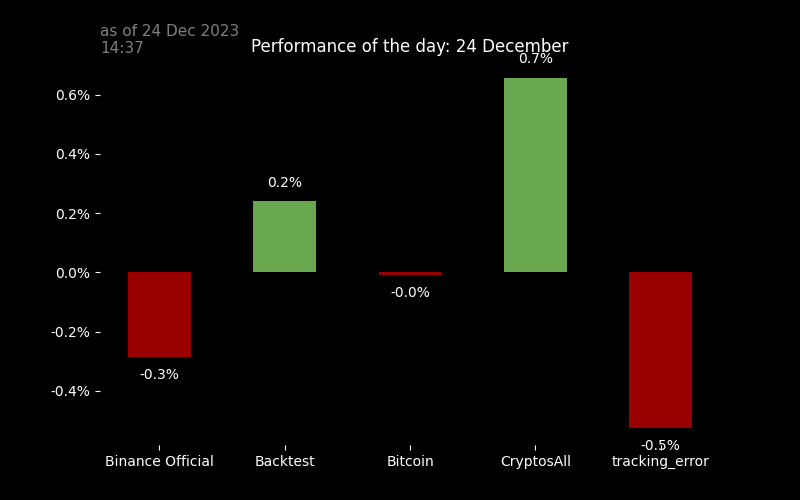 as of 24 Dec 2023
14:37
Performance of the day: 24 December
0.7%
0.6%
0.4%
0.2%
0.2%
0.0%
-0.0%
-0.2%
-0.3%
-0.4%
-0.5%
Binance Official
Backtest
Bitcoin
CryptosAll
tracking_error